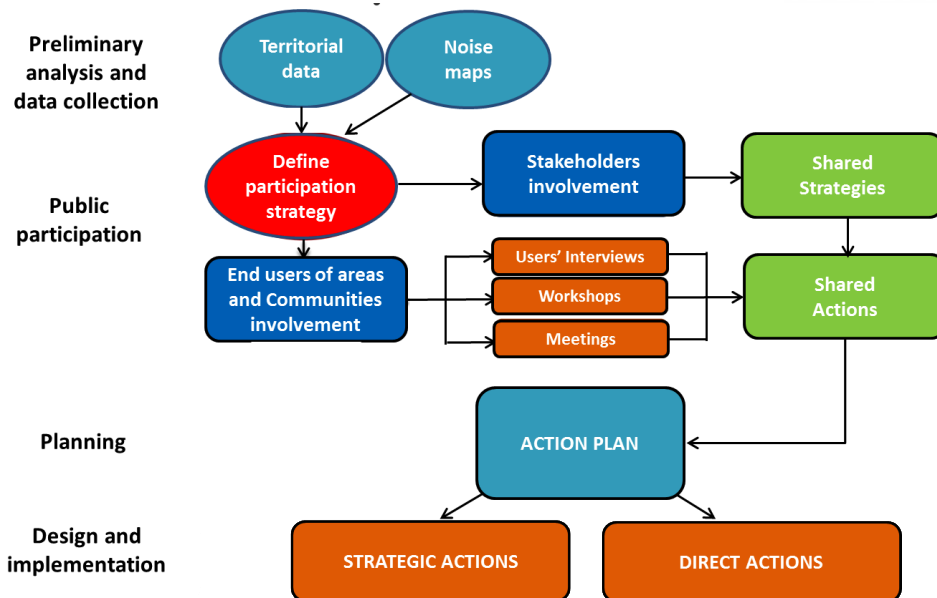 Preliminary
analysis and
data collection
Territorial
data
Noise
maps
Public
participation
Define
participation
strategy
Stakeholders
involvement
Shared
Strategies
End users of areas
and Communities
involvement
Users’ Interviews
Workshops
Meetings
Shared
Actions
Planning
ACTION PLAN
Design and
implementation
STRATEGIC ACTIONS
DIRECT ACTIONS